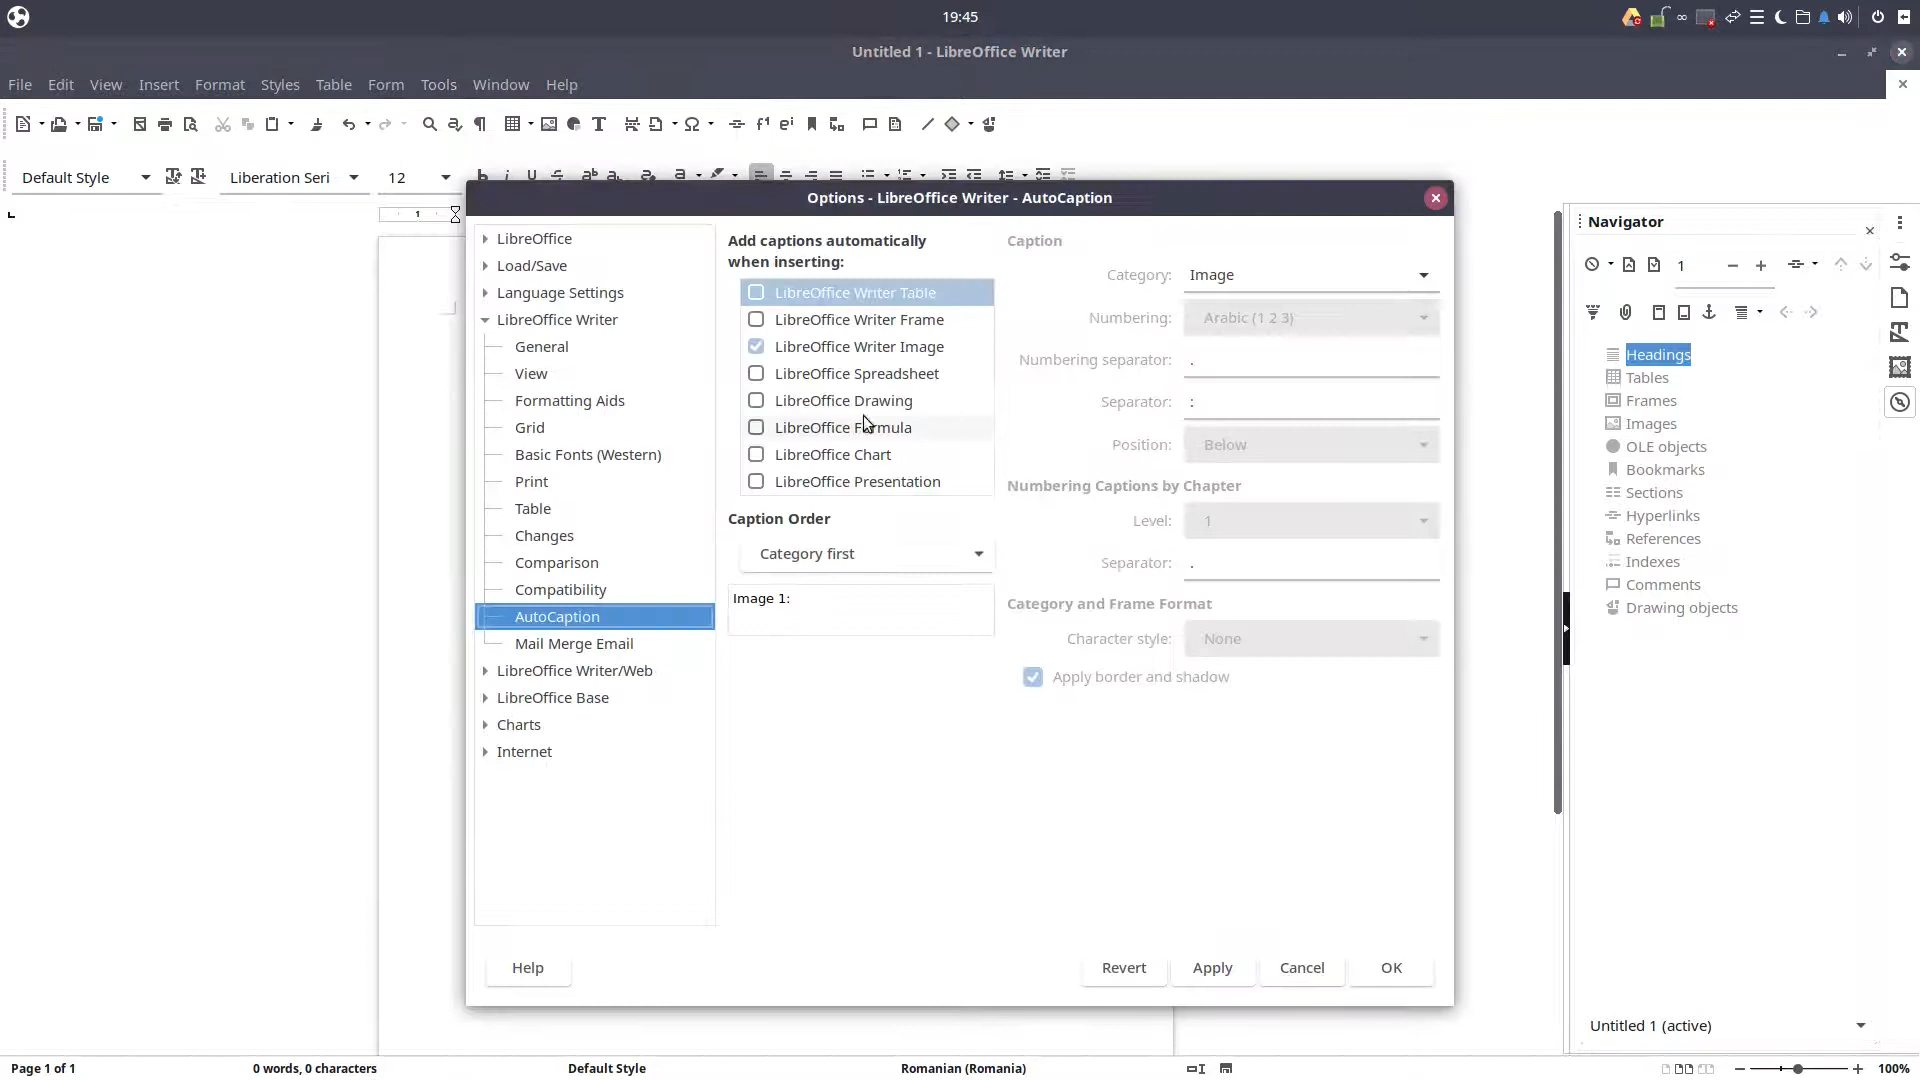 19:45
Untitled 1 - LibreOffice Writer
File Edit View Insert Format Styles Table Form Tools Window Help
Default Style Liberation Seri 12
1
Options - LibreOffice Writer - AutoCaption
LibreOffice
Load/Save
Language Settings
LibreOffice Writer
General
View
Formatting Aids
Grid
Basic Fonts (Western)
Print
Table
Changes
Comparison
Compatibility
AutoCaption
Mail Merge Email
LibreOffice Writer/Web
LibreOffice Base
Charts
Internet
Add captions automatically
when inserting:
LibreOffice Writer Table
LibreOffice Writer Frame
LibreOffice Writer Image
LibreOffice Spreadsheet
LibreOffice Drawing
LibreOffice Formula
LibreOffice Chart
LibreOffice Presentation
Caption Order
Category first
Image 1:
Caption
Category: Image
Numbering: Arabic (1 2 3)
Numbering separator: .
Separator: :
Position: Below
Numbering Captions by Chapter
Level: 1
Separator: .
Category and Frame Format
Character style: None
Apply border and shadow
Help Revert Apply Cancel OK
Navigator
1
Headings
Tables
Frames
Images
OLE objects
Bookmarks
Sections
Hyperlinks
References
Indexes
Comments
Drawing objects
Untitled 1 (active)
Page 1 of 1 0 words, 0 characters Default Style Romanian (Romania) 100%